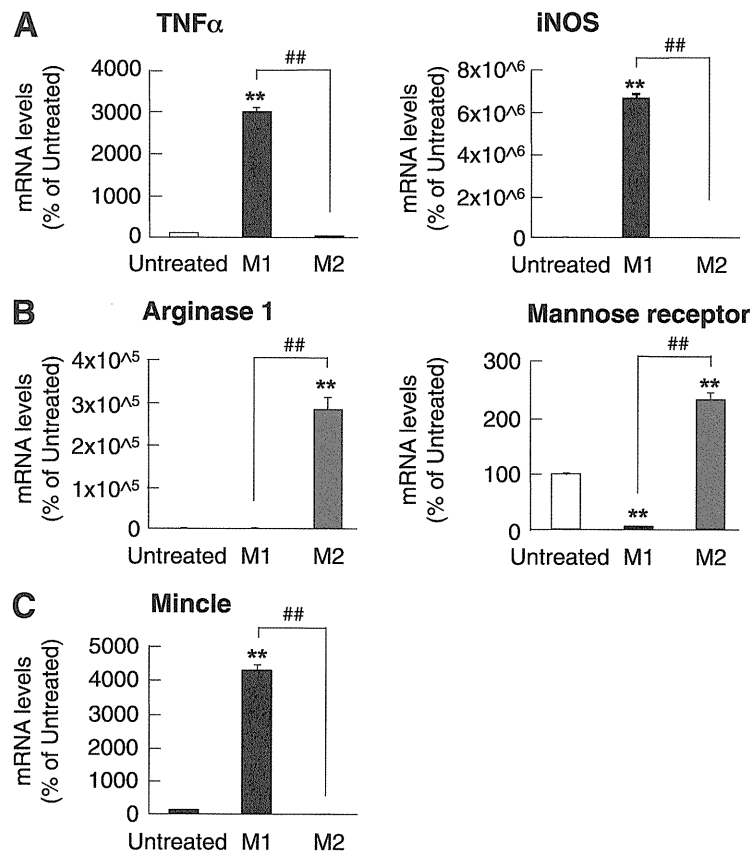 A
TNFα
mRNA levels
(% of Untreated)
4000
3000
2000
1000
0
**
##
Untreated M1 M2
iNOS
mRNA levels
(% of Untreated)
8x10^6
6x10^6
4x10^6
2x10^6
0
**
##
Untreated M1 M2
B
Arginase 1
mRNA levels
(% of Untreated)
4x10^5
3x10^5
2x10^5
1x10^5
0
##
**
Untreated M1 M2
Mannose receptor
mRNA levels
(% of Untreated)
300
200
100
0
##
**
**
Untreated M1 M2
C
Mincle
mRNA levels
(% of Untreated)
5000
4000
3000
2000
1000
0
**
##
Untreated M1 M2